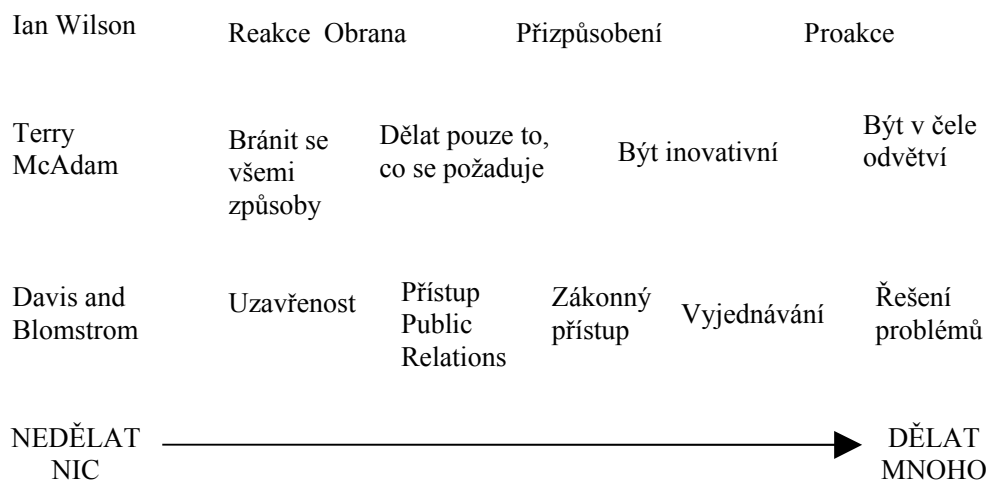 Ian Wilson
Reakce Obrana
Přizpůsobení
Proakce
Terry
McAdam
Bránit se
všemi
způsoby
Dělat pouze to,
co se požaduje
Být inovativní
Být v čele
odvětví
Davis and
Blomstrom
Uzavřenost
Přístup
Public
Relations
Zákonný
přístup
Vyjednávání
Řešení
problémů
NEDĚLAT
NIC
DĚLAT
MNOHO